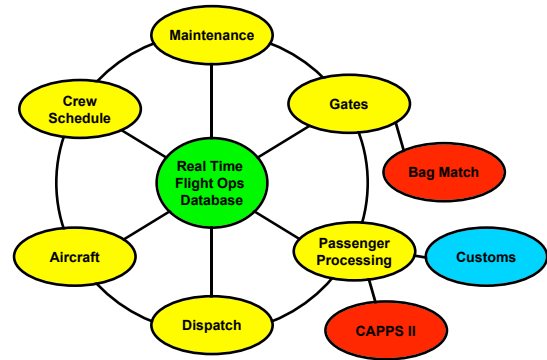 Maintenance
Crew
Schedule
Gates
Real Time
Flight Ops
Database
Bag Match
Aircraft
Passenger
Processing
Customs
Dispatch
CAPPS II